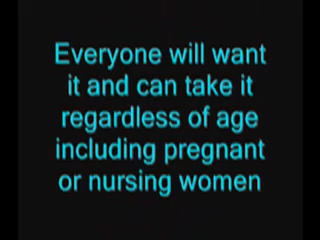 Everyone will want
it and can take it
regardless of age
including pregnant
or nursing women